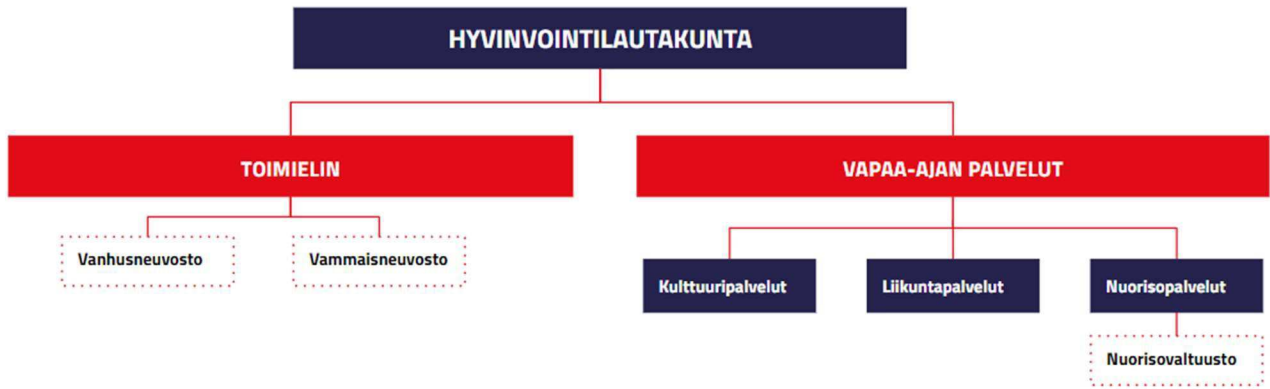 HYVINVOINTILAUTAKUNTA
TOIMIELIN
VAPAA-AJAN PALVELUT
Vanhusneuvosto
Vammaisneuvosto
Kulttuuripalvelut
Liikuntapalvelut
Nuorisopalvelut
Nuorisovaltuusto